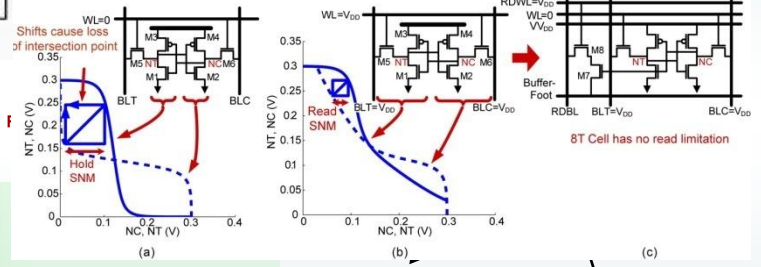 Shifts cause loss
of intersection point
WL=0
M3
M4
M5
NT
NC
M6
M1
M2
BLT
BLC
NT, NC (V)
0.35
0.3
0.25
0.2
0.15
0.1
0.05
0
Hold
SNM
0
0.1
0.2
0.3
0.4
NC, NT (V)
(a)
WL=VDD
M3
M4
M5
NT
NC
M6
M1
M2
BLT=VDD
BLC=VDD
NT, NC (V)
0.35
0.3
0.25
0.2
0.15
0.1
0.05
0
Read
SNM
0
0.1
0.2
0.3
0.4
NC, NT (V)
(b)
RDWL=VDD
WL=0
VVDD
M8
M7
NT
NC
Buffer-
Foot
RDBL
BLT=VDD
BLC=VDD
8T Cell has no read limitation
(c)